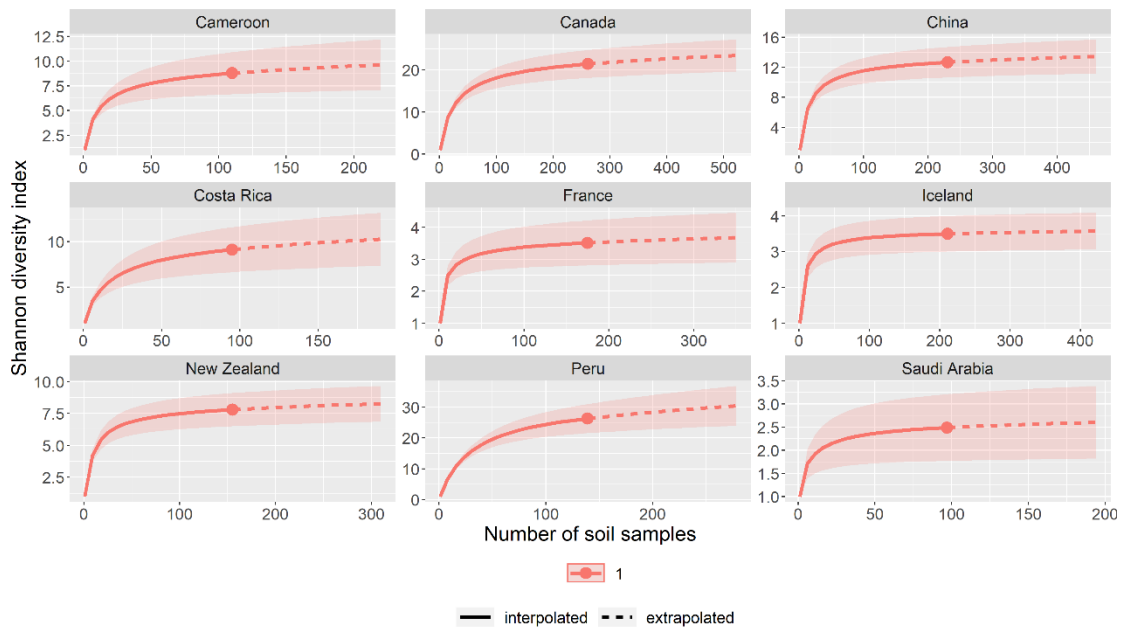 Cameroon Canada China
12.5 10.0 7.5 5.0 2.5
20 10 0
16 12 8 4
0 50 100 150 200
0 100 200 300 400 500
0 100 200 300 400
Costa Rica France Iceland
10 5
4 3 2 1
4 3 2 1
0 50 100 150
0 100 200 300
0 100 200 300 400
New Zealand Peru Saudi Arabia
10.0 7.5 5.0 2.5
30 20 10 0
3.5 3.0 2.5 2.0 1.5 1.0
0 100 200 300
0 100 200
0 50 100 150 200
Shannon diversity index
Number of soil samples
1
interpolated extrapolated